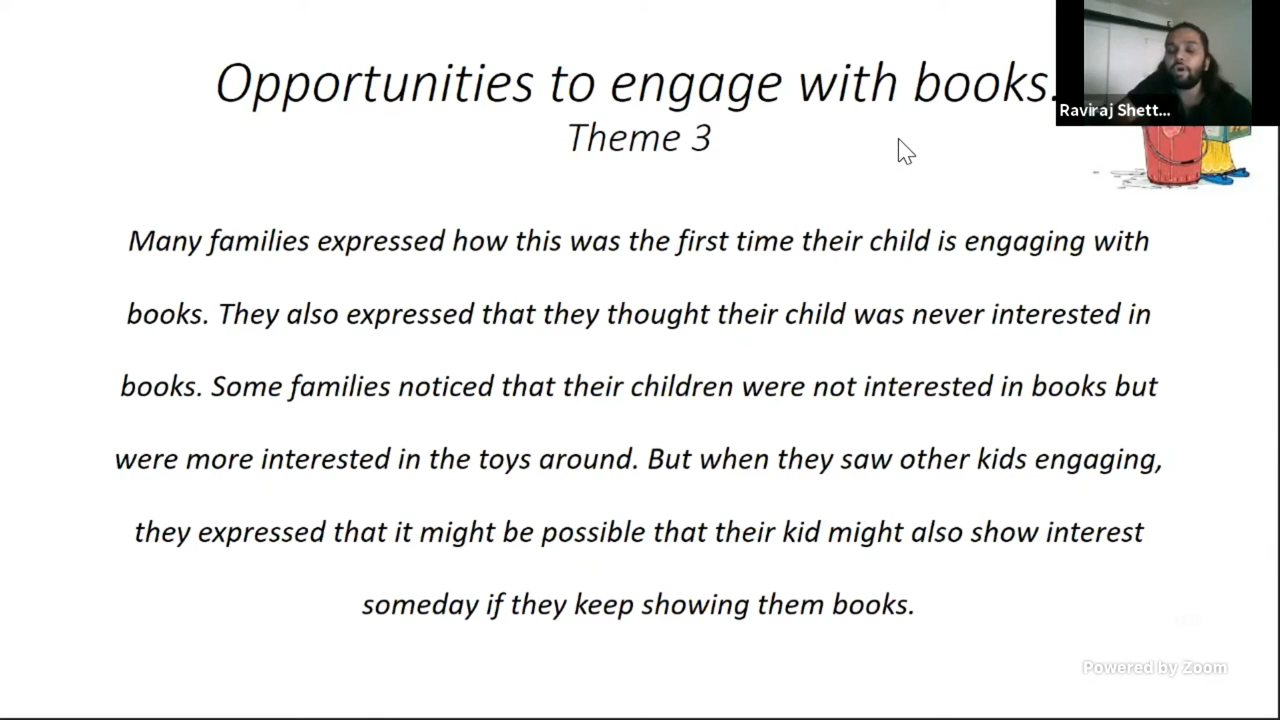 Opportunities to engage with books.
Theme 3
Raviraj Shett...
Many families expressed how this was the first time their child is engaging with
books. They also expressed that they thought their child was never interested in
books. Some families noticed that their children were not interested in books but
were more interested in the toys around. But when they saw other kids engaging,
they expressed that it might be possible that their kid might also show interest
someday if they keep showing them books.
Powered by Zoom